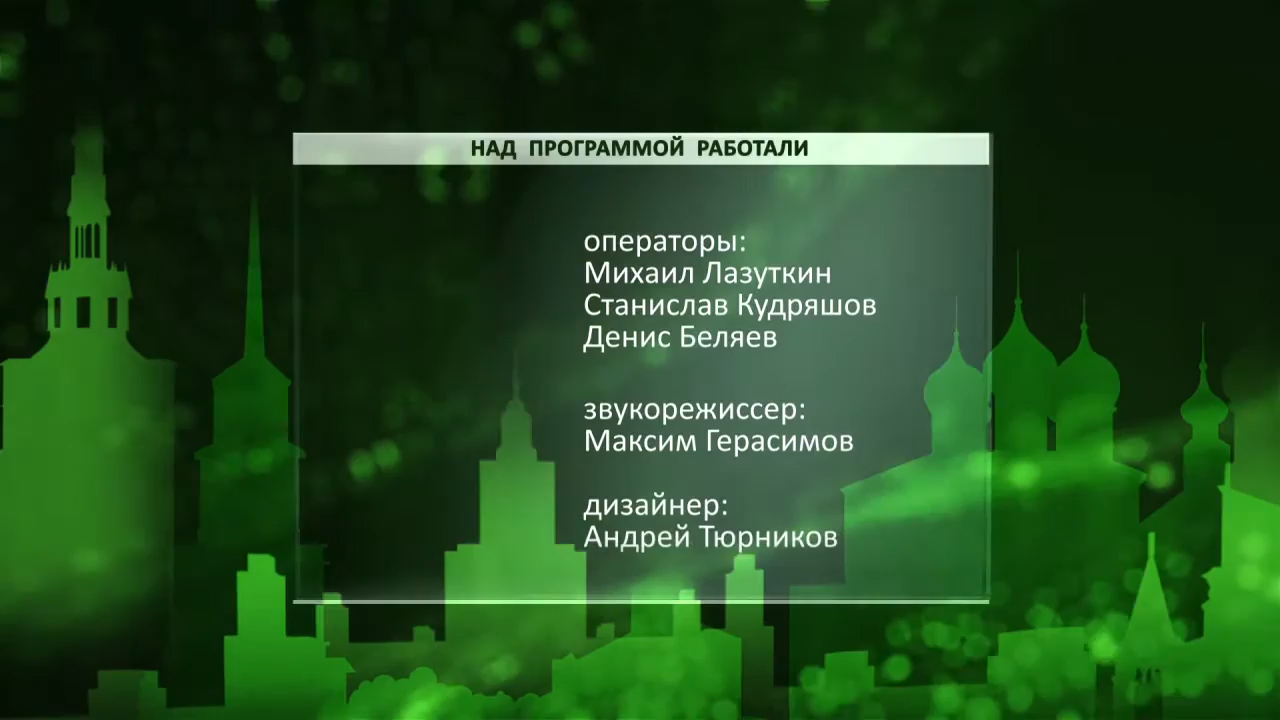 НАД ПРОГРАММОЙ РАБОТАЛИ
операторы:
Михаил Лазуткин
Станислав Кудряшов
Денис Беляев
звукорежиссер:
Максим Герасимов
дизайнер:
Андрей Тюрников